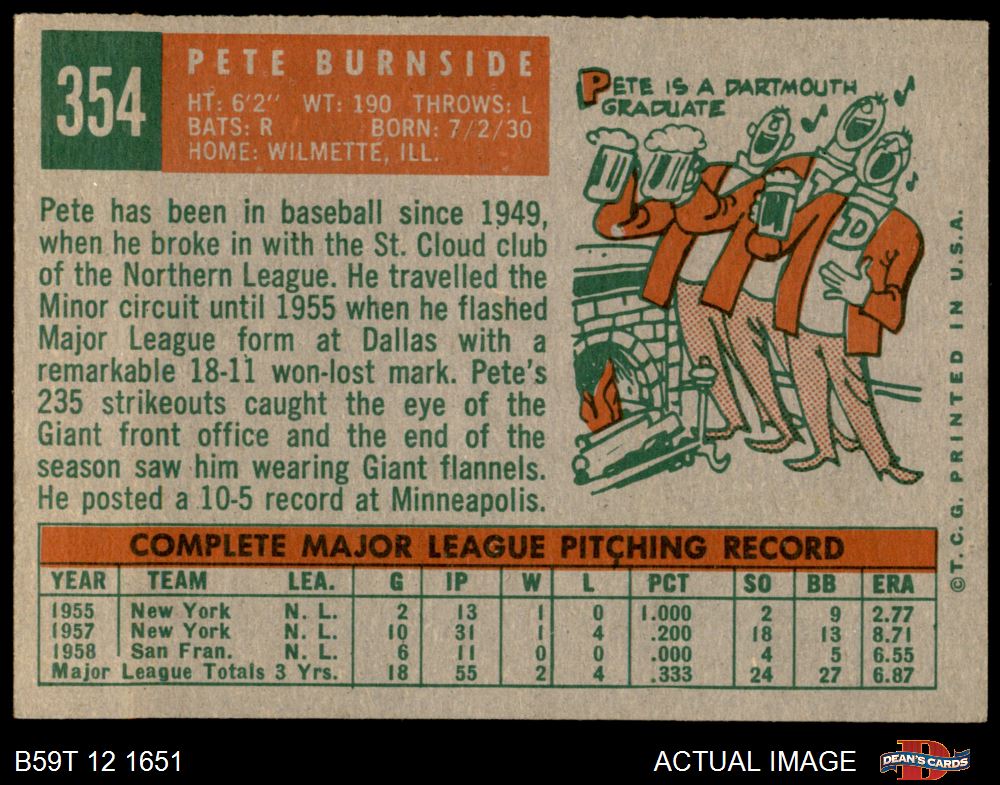 354
PETE BURNSIDE
HT: 6'2" WT: 190 THROWS: L
BATS: R BORN: 7/2/30
HOME: WILMETTE, ILL.
PETE IS A DARTMOUTH
GRADUATE
D
Pete has been in baseball since 1949,
when he broke in with the St. Cloud club
of the Northern League. He travelled the
Minor circuit until 1955 when he flashed
Major League form at Dallas with a
remarkable 18-11 won-lost mark. Pete's
235 strikeouts caught the eye of the
Giant front office and the end of the
season saw him wearing Giant flannels.
He posted a 10-5 record at Minneapolis.
COMPLETE MAJOR LEAGUE PITCHING RECORD
YEAR TEAM LEA. G IP W L PCT SO BB ERA
1955 New York N. L. 2 13 1 0 1.000 2 9 2.77
1957 New York N. L. 10 31 1 4 .200 18 13 8.71
1958 San Fran. N. L. 6 11 0 0 .000 4 5 6.55
Major League Totals 3 Yrs. 18 55 2 4 .333 24 27 6.87
©T. C. G. PRINTED IN U.S.A.
B59T 12 1651
ACTUAL IMAGE
D
DEAN'S CARDS